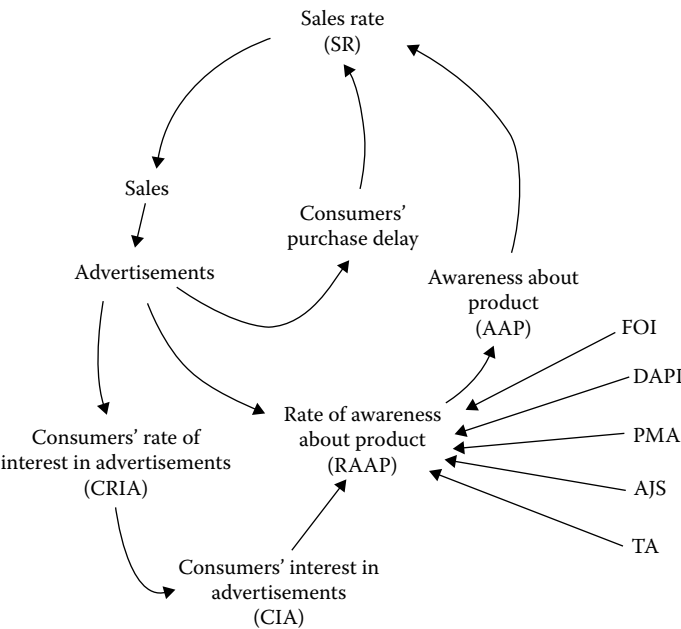 Sales rate
(SR)
Sales
Consumers'
purchase delay
Advertisements
Awareness about
product
(AAP)
FOI
DAPI
PMA
AJS
TA
Rate of awareness
about product
(RAAP)
Consumers' rate of
interest in advertisements
(CRIA)
Consumers' interest in
advertisements
(CIA)